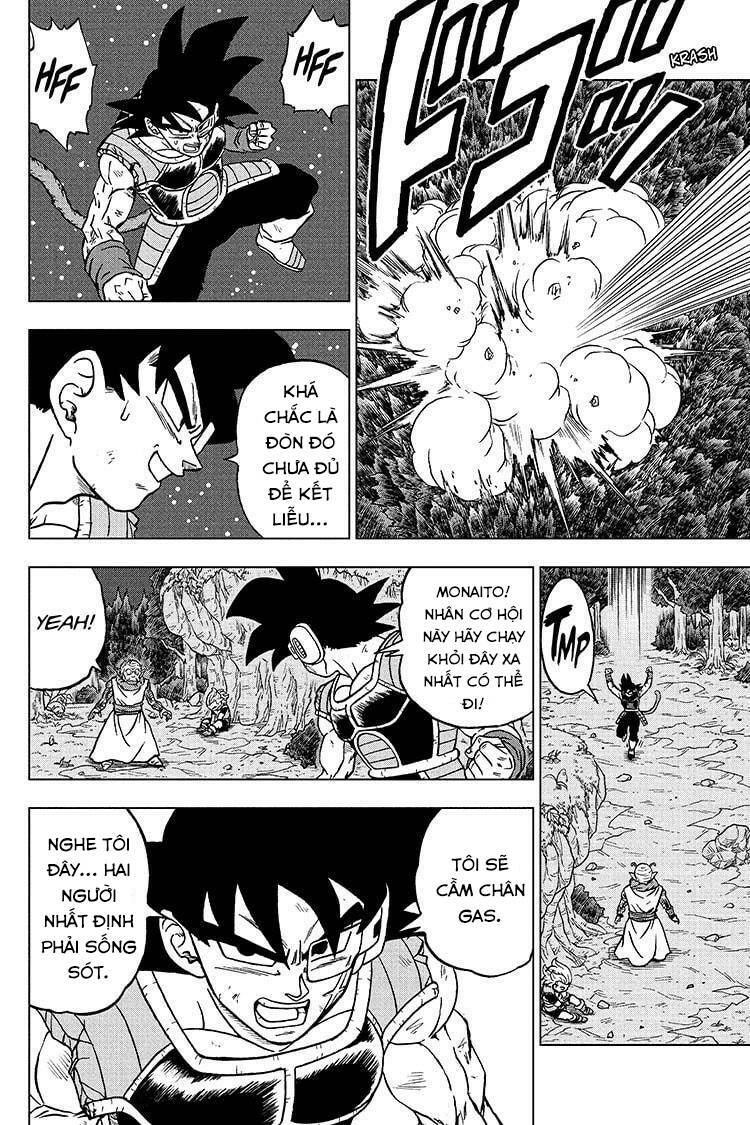 KRASH
HFF
HFF
KHÁ
CHẮC LÀ
ĐÒN ĐÓ
CHƯA ĐỦ
ĐỂ KẾT
LIỄU...
TMP
MONAITO!
NHÂN CƠ HỘI
NÀY HÃY CHẠY
KHỎI ĐÂY XA
NHẤT CÓ THỂ
ĐI!
YEAH!
TÔI SẼ
CẦM CHÂN
GAS.
NGHE TÔI
ĐÂY... HAI
NGƯỜI
NHẤT ĐỊNH
PHẢI SỐNG
SÓT.